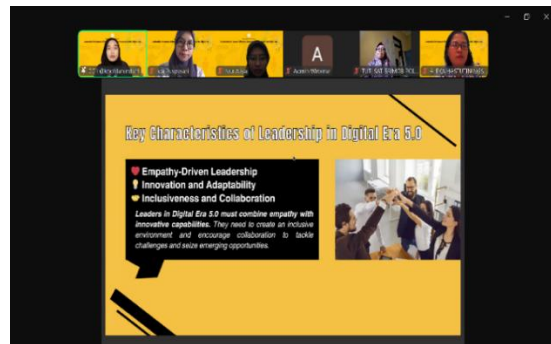 A
Key Characteristics of Leadership in Digital Era 5.0
Empathy-Driven Leadership
Innovation and Adaptability
Inclusiveness and Collaboration
Leaders in Digital Era 5.0 must combine empathy with
innovative capabilities. They need to create an inclusive
environment and encourage collaboration to tackle
challenges and seize emerging opportunities.